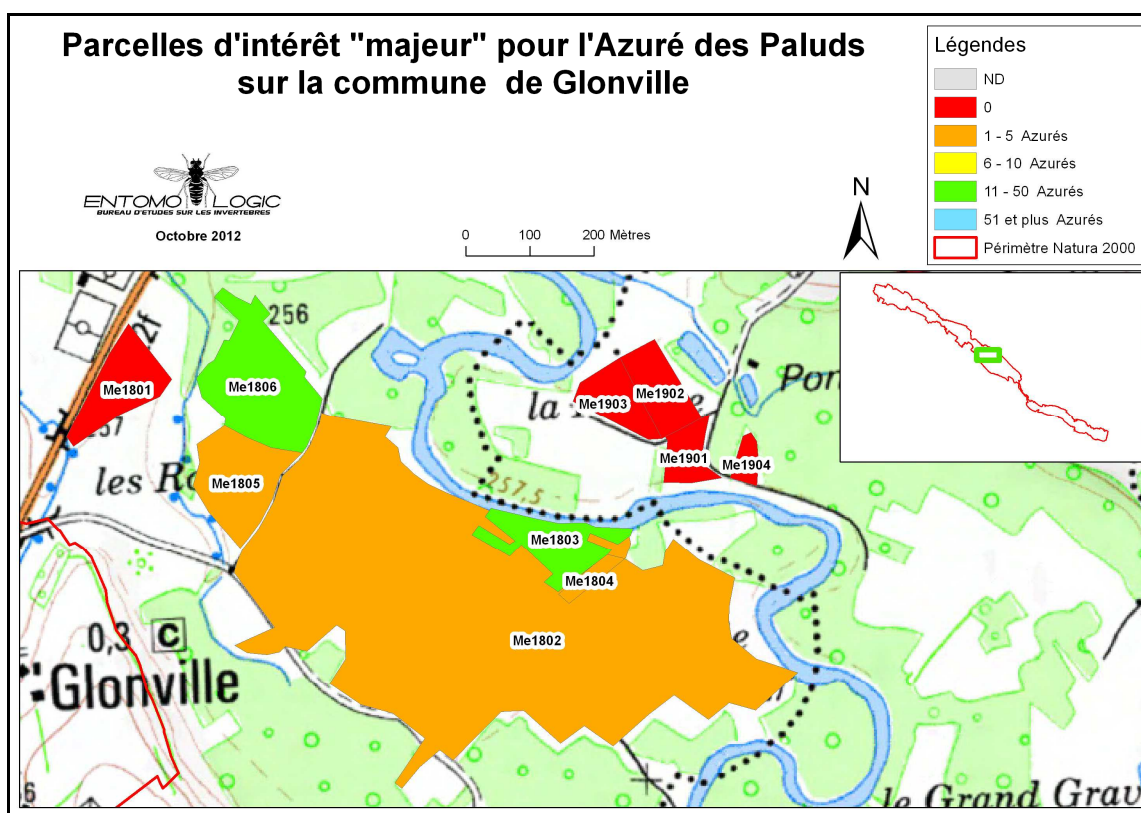 Parcelles d'intérêt "majeur" pour l'Azuré des Paluds
sur la commune de Glonville
ENTOMO LOGIC
BUREAU D'ETUDES SUR LES INVERTEBRES
Octobre 2012
0 100 200 Mètres
N
Légendes
ND
0
1 - 5 Azurés
6 - 10 Azurés
11 - 50 Azurés
51 et plus Azurés
Périmètre Natura 2000
256
2f
Me1801
Me1806
257
les
Me1805
la
Me1903
Me1902
Me1901
Me1904
Pon
257,5
Me1803
Me1804
Me1802
0,3 C
Glonville
le Grand Grav